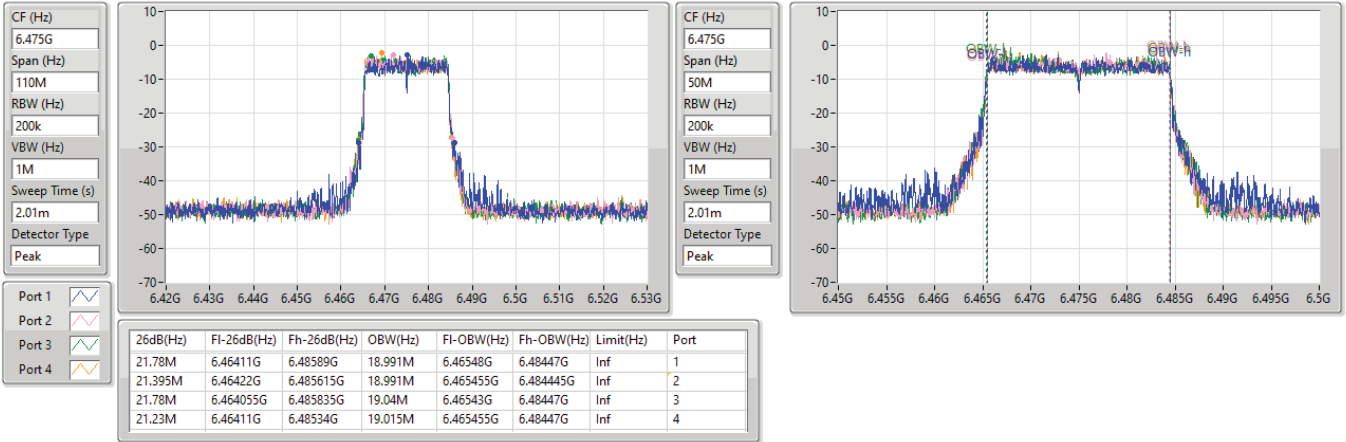 CF (Hz)
6.475G
Span (Hz)
110M
RBW (Hz)
200k
VBW (Hz)
1M
Sweep Time (s)
2.01m
Detector Type
Peak
10
0
-10
-20
-30
-40
-50
-60
-70
6.42G 6.43G 6.44G 6.45G 6.46G 6.47G 6.48G 6.49G 6.5G 6.51G 6.52G 6.53G
CF (Hz)
6.475G
Span (Hz)
50M
RBW (Hz)
200k
VBW (Hz)
1M
Sweep Time (s)
2.01m
Detector Type
Peak
10
0
-10
-20
-30
-40
-50
-60
-70
OBW-h
OBW-h
6.45G 6.455G 6.46G 6.465G 6.47G 6.475G 6.48G 6.485G 6.49G 6.495G 6.5G
Port 1
Port 2
Port 3
Port 4
26dB(Hz) Fl-26dB(Hz) Fh-26dB(Hz) OBW(Hz) Fl-OBW(Hz) Fh-OBW(Hz) Limit(Hz) Port
21.78M 6.46411G 6.48589G 18.991M 6.46548G 6.48447G Inf 1
21.395M 6.46422G 6.485615G 18.991M 6.465455G 6.484445G Inf 2
21.78M 6.464055G 6.485835G 19.04M 6.46543G 6.48447G Inf 3
21.23M 6.46411G 6.48534G 19.015M 6.465455G 6.48447G Inf 4